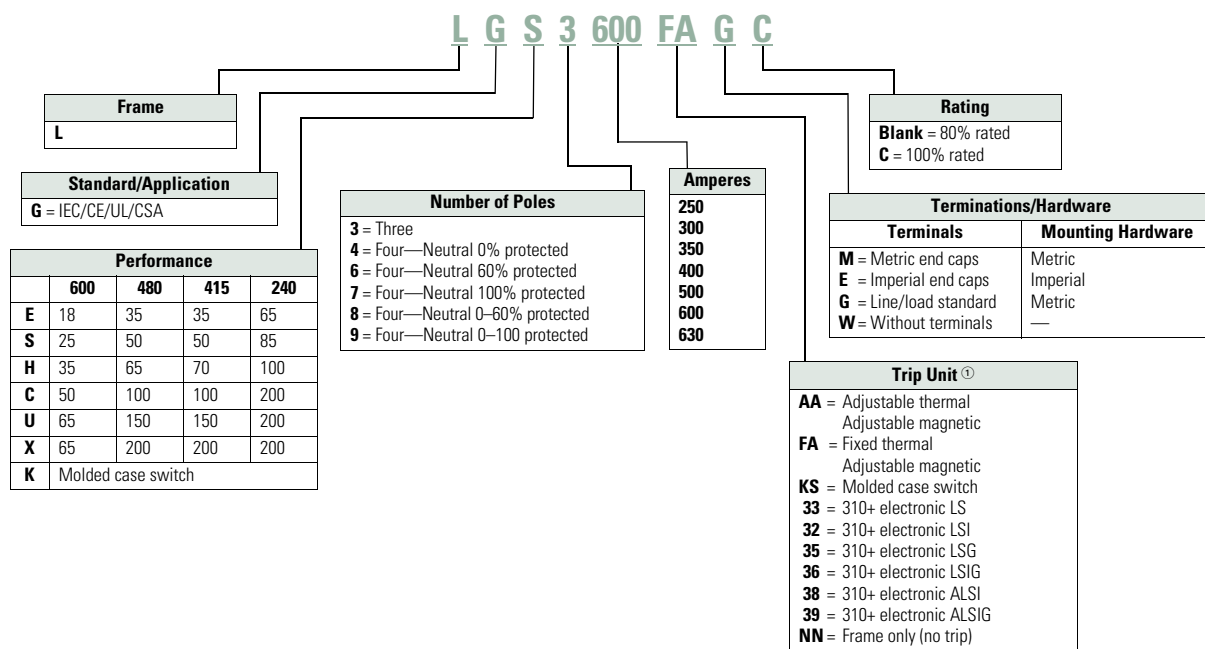 L G S 3 600 FA G C
Frame
L
Standard/Application
G = IEC/CE/UL/CSA
Performance
600 480 415 240
E 18 35 35 65
S 25 50 50 85
H 35 65 70 100
C 50 100 100 200
U 65 150 150 200
X 65 200 200 200
K Molded case switch
Number of Poles
3 = Three
4 = Four—Neutral 0% protected
6 = Four—Neutral 60% protected
7 = Four—Neutral 100% protected
8 = Four—Neutral 0–60% protected
9 = Four—Neutral 0–100 protected
Amperes
250
300
350
400
500
600
630
Trip Unit ①
AA = Adjustable thermal
Adjustable magnetic
FA = Fixed thermal
Adjustable magnetic
KS = Molded case switch
33 = 310+ electronic LS
32 = 310+ electronic LSI
35 = 310+ electronic LSG
36 = 310+ electronic LSIG
38 = 310+ electronic ALSI
39 = 310+ electronic ALSIG
NN = Frame only (no trip)
Terminations/Hardware
Terminals Mounting Hardware
M = Metric end caps Metric
E = Imperial end caps Imperial
G = Line/load standard Metric
W = Without terminals —
Rating
Blank = 80% rated
C = 100% rated